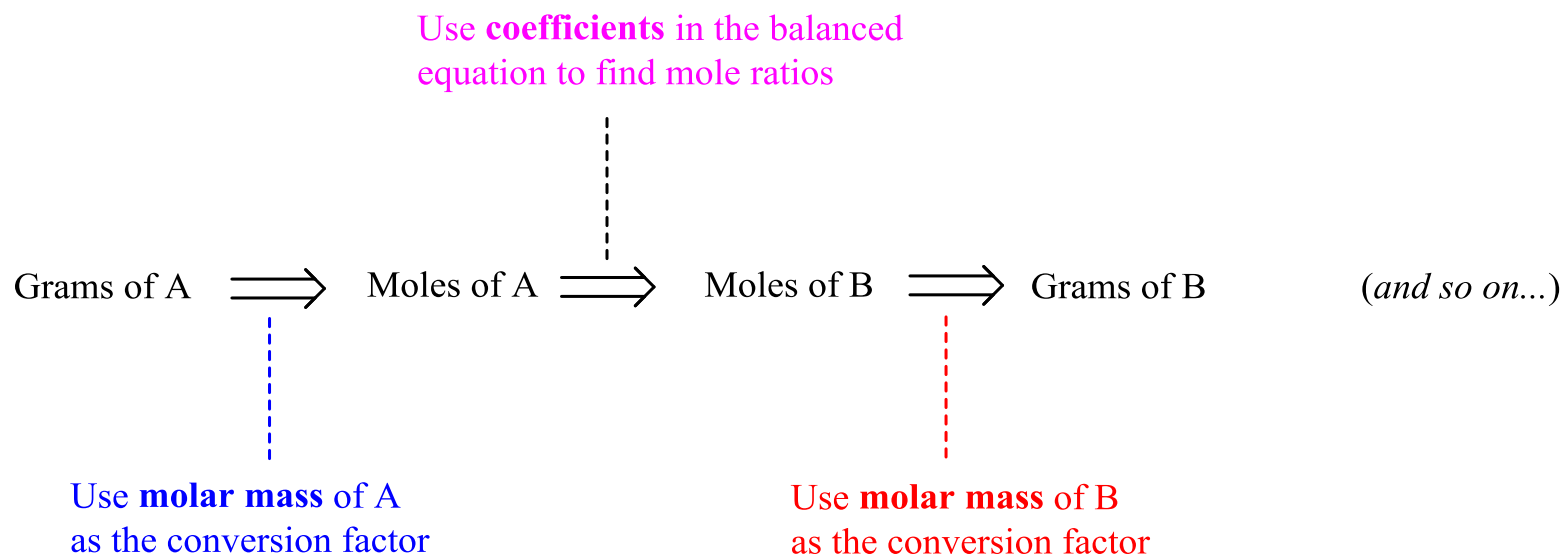 Use coefficients in the balanced
equation to find mole ratios
Grams of A Moles of A Moles of B Grams of B (and so on...)
Use molar mass of A
as the conversion factor
Use molar mass of B
as the conversion factor